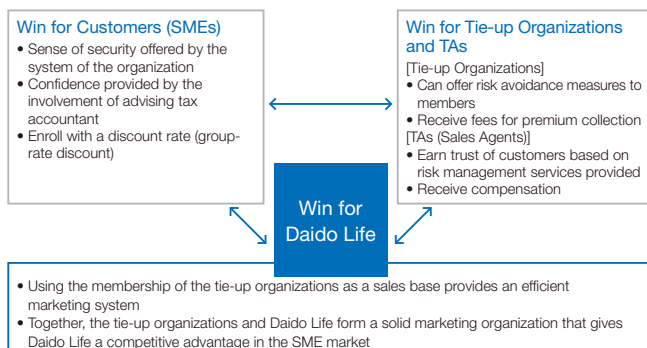 Win for Customers (SMEs)
• Sense of security offered by the
system of the organization
• Confidence provided by the
involvement of advising tax
accountant
• Enroll with a discount rate (group-
rate discount)
Win for Tie-up Organizations
and TAs
[Tie-up Organizations]
• Can offer risk avoidance measures to
members
• Receive fees for premium collection
[TAs (Sales Agents)]
• Earn trust of customers based on
risk management services provided
• Receive compensation
Win for
Daido Life
• Using the membership of the tie-up organizations as a sales base provides an efficient
marketing system
• Together, the tie-up organizations and Daido Life form a solid marketing organization that gives
Daido Life a competitive advantage in the SME market